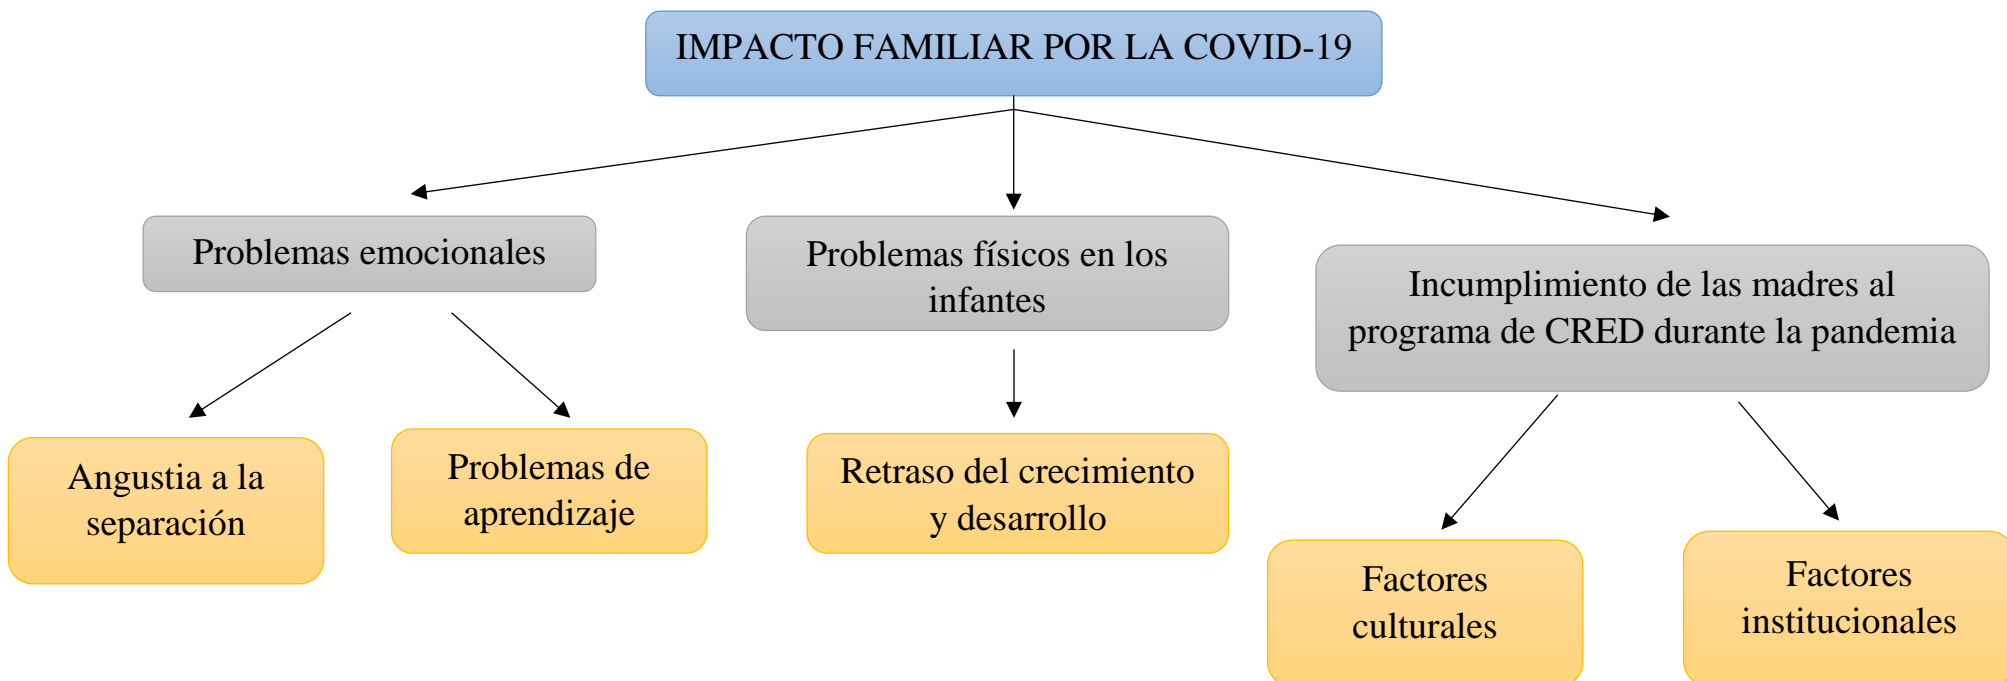 IMPACTO FAMILIAR POR LA COVID-19
Problemas emocionales
Problemas físicos en los
infantes
Incumplimiento de las madres al
programa de CRED durante la pandemia
Angustia a la
separación
Problemas de
aprendizaje
Retraso del crecimiento
y desarrollo
Factores
culturales
Factores
institucionales